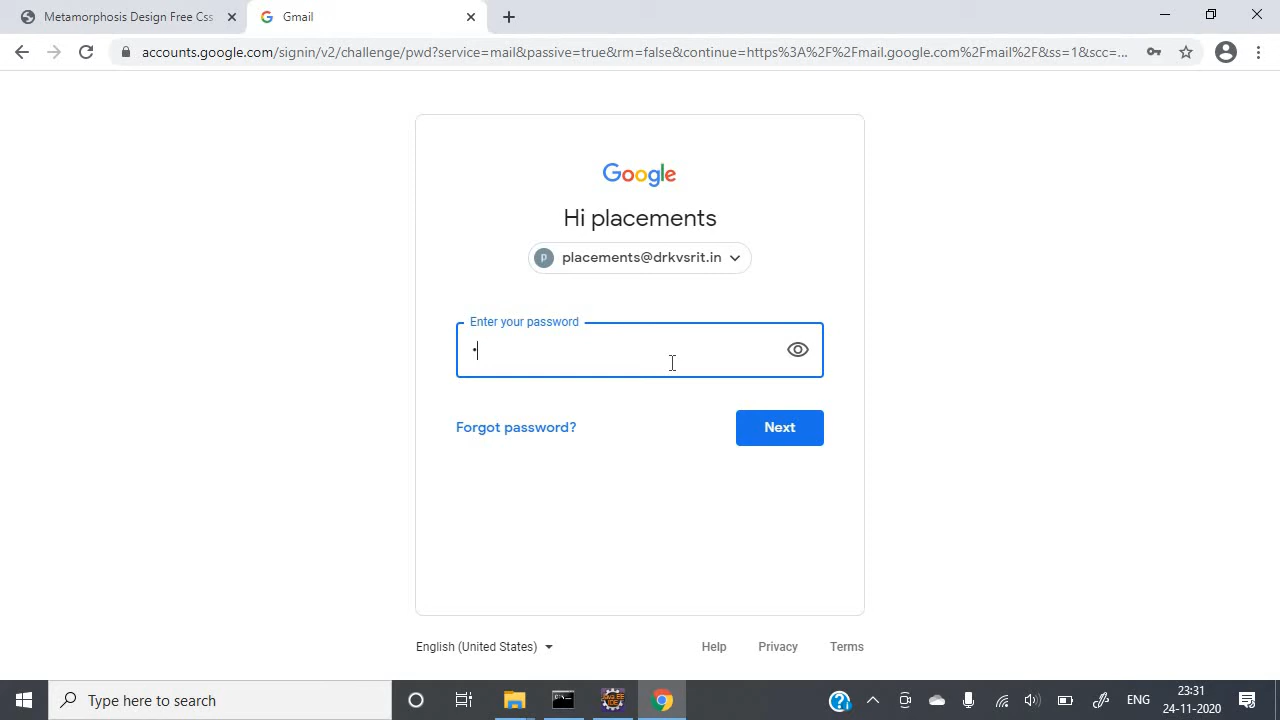 Metamorphosis Design Free Css
Gmail
accounts.google.com/signin/v2/challenge/pwd?service=mail&passive=true&rm=false&continue=https%3A%2F%2Fmail.google.com%2Fmail%2F&ss=1&scc=...
Google
Hi placements
p placements@drkvsrit.in
Enter your password
Forgot password?
Next
English (United States)
Help Privacy Terms
Type here to search
JAVA EE
IDE
ENG
23:31
24-11-2020